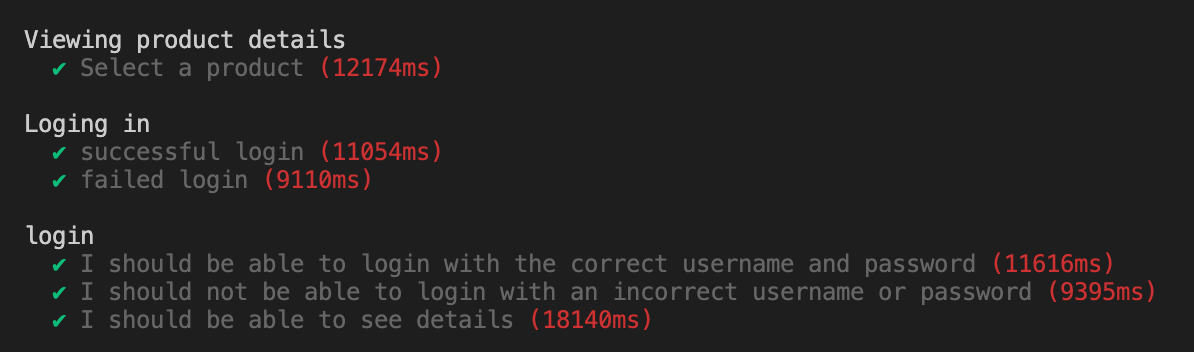 Viewing product details
✔ Select a product (12174ms)
Loging in
✔ successful login (11054ms)
✔ failed login (9110ms)
login
✔ I should be able to login with the correct username and password (11616ms)
✔ I should not be able to login with an incorrect username or password (9395ms)
✔ I should be able to see details (18140ms)